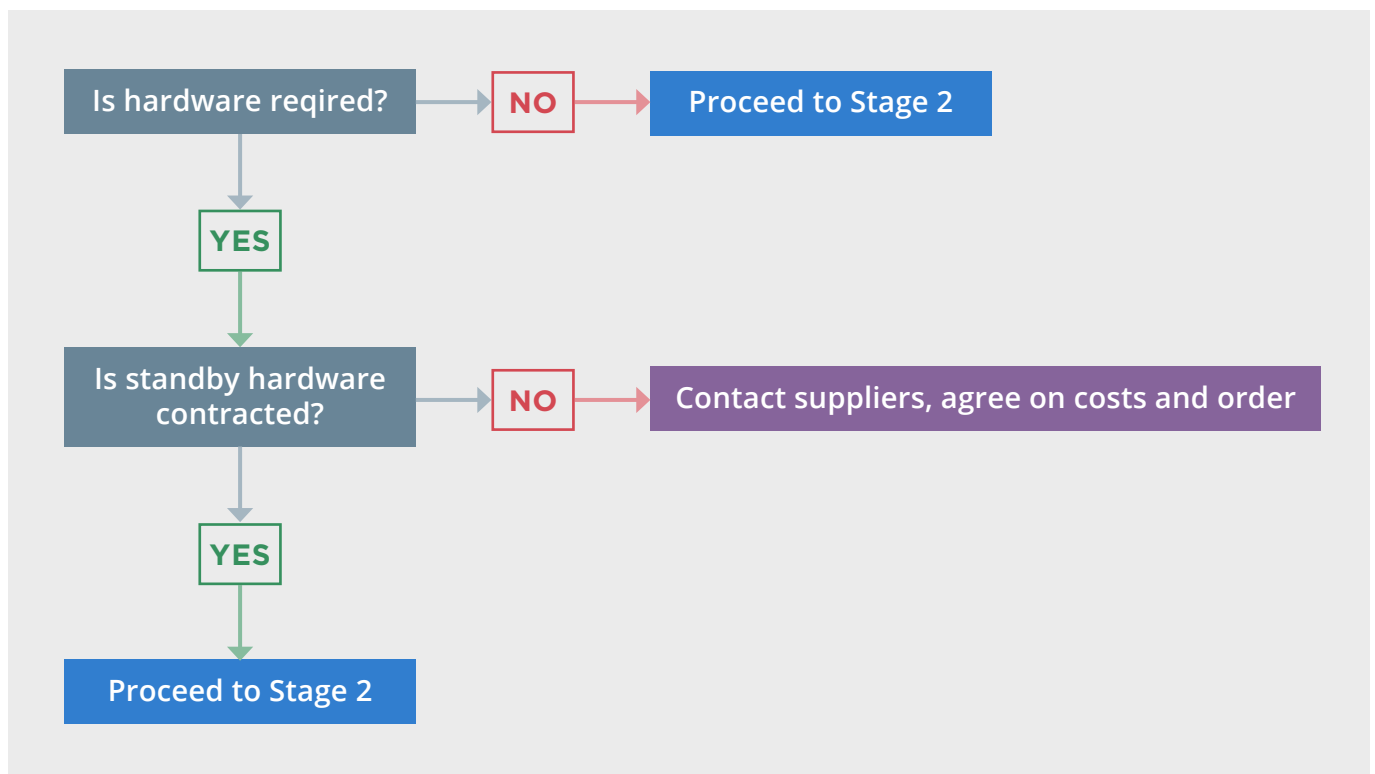 Is hardware reqired?
NO
Proceed to Stage 2
YES
Is standby hardware
contracted?
NO
Contact suppliers, agree on costs and order
YES
Proceed to Stage 2